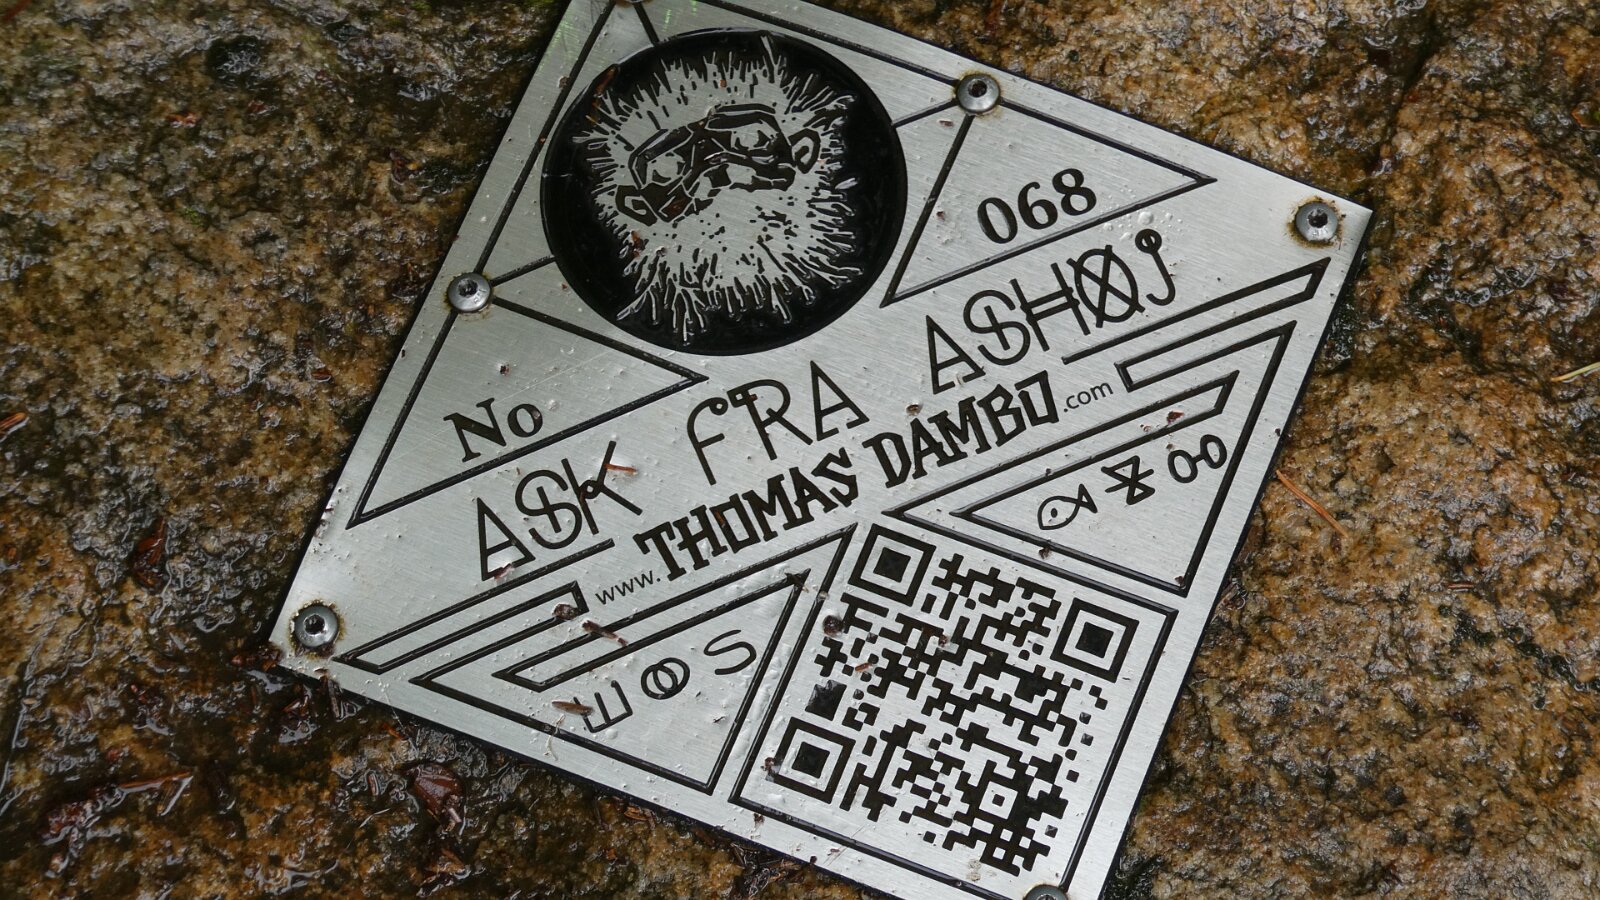 No 068
ASK FRA ASHØJ
www.THOMAS DAMBO.com